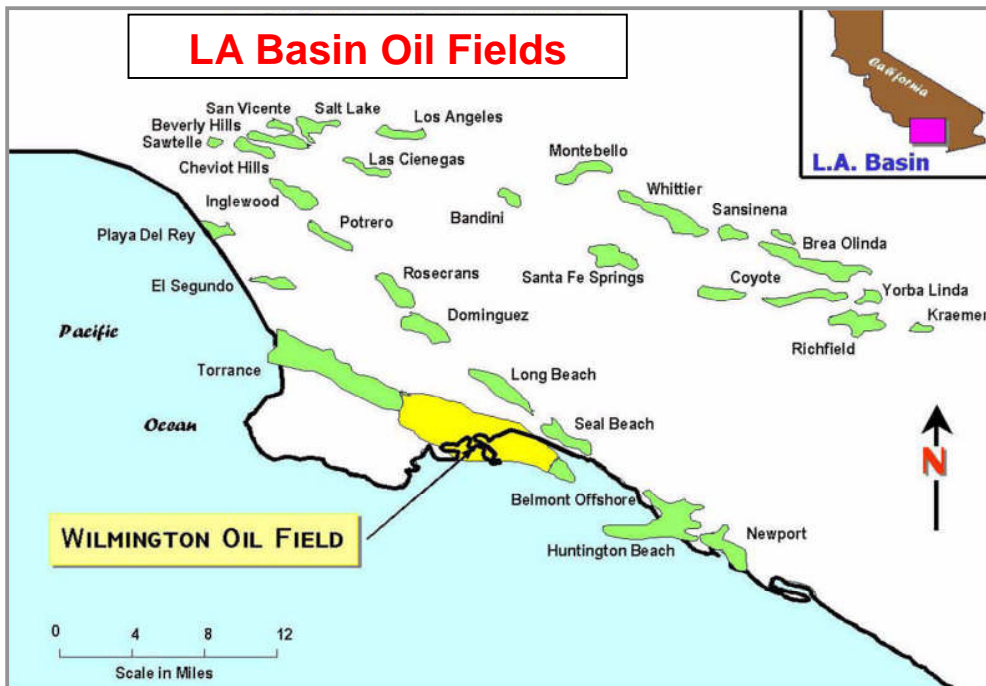 LA Basin Oil Fields
California
L.A. Basin
San Vicente
Salt Lake
Beverly Hills
Los Angeles
Sawtelle
Cheviot Hills
Las Cienegas
Montebello
Inglewood
Whittier
Bandini
Potrero
Sansinena
Playa Del Rey
Brea Olinda
Rosecrans
Santa Fe Springs
Coyote
El Segundo
Yorba Linda
Kraemer
Dominguez
Pacific
Richfield
Torrance
Long Beach
Ocean
Seal Beach
N
Belmont Offshore
WILMINGTON OIL FIELD
Newport
Huntington Beach
0 4 8 12
Scale in Miles